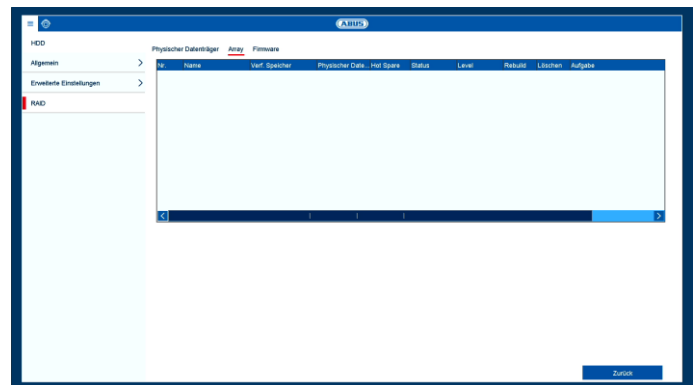 ABUS
HDD
Physischer Datenträger Array Firmware
Allgemein
Nr. Name Verf. Speicher Physischer Date... Hot Spare Status Level Rebuild Löschen Aufgabe
Erweiterte Einstellungen
RAID
Zurück